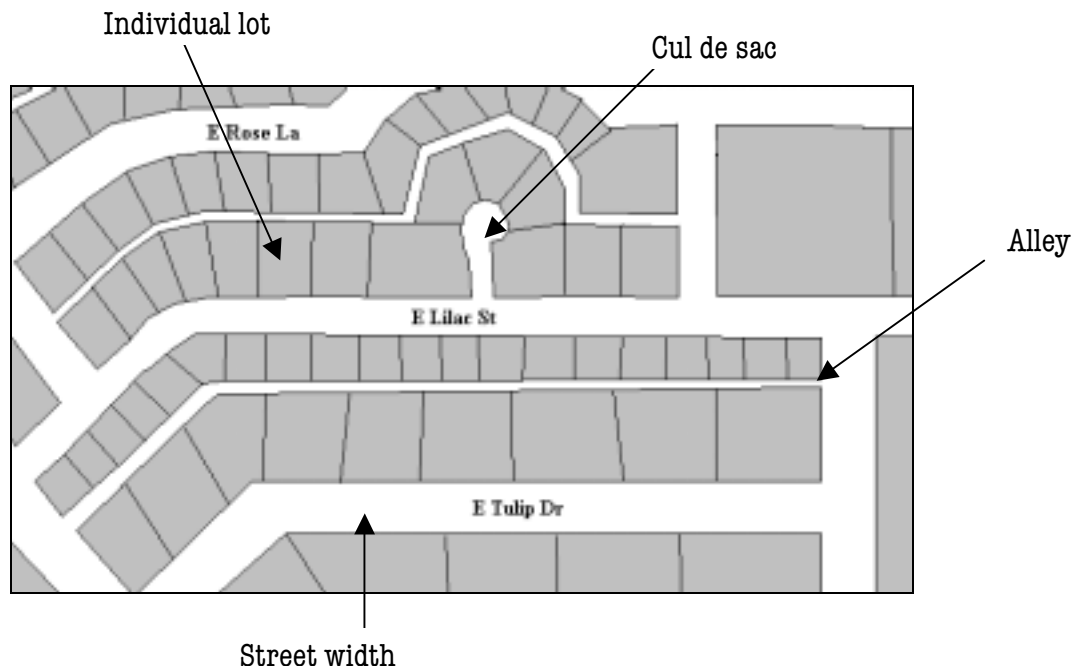 Individual lot
Cul de sac
E Rose La
Alley
E Lilac St
E Tulip Dr
Street width